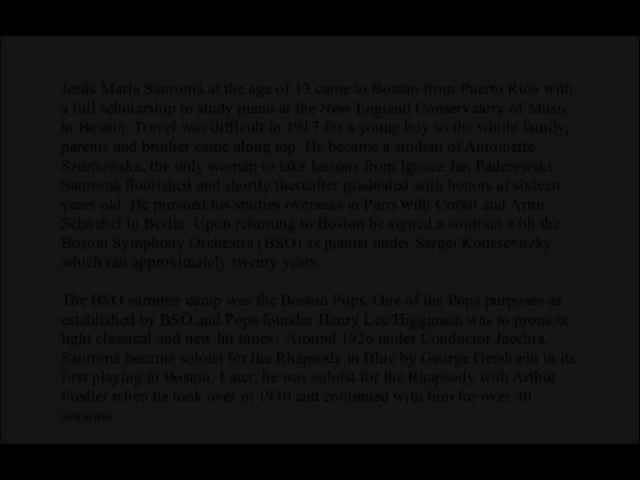 Jesús María Sanromá at the age of 13 came to Boston from Puerto Rico with
a full scholarship to study piano at the New England Conservatory of Music
in Boston. Travel was difficult in 1917 for a young boy so the whole family,
parents and brother came along too. He became a student of Antoinette
Szumowska, the only woman to take lessons from Ignace Jan Paderewski.
Sanromá flourished and shortly thereafter graduated with honors at sixteen
years old. He pursued his studies overseas in Paris with Cortot and Artur
Schnabel in Berlin. Upon returning to Boston he signed a contract with the
Boston Symphony Orchestra (BSO) as pianist under Sergei Koussevitzky
which ran approximately twenty years.
The BSO summer camp was the Boston Pops. One of the Pops purposes as
established by BSO and Pops founder Henry Lee Higginson was to promote
light classical and new hit tunes. Around 1926 under Conductor Jacchia,
Sanromá became soloist for the Rhapsody in Blue by George Gershwin in its
first playing in Boston. Later, he was soloist for the Rhapsody with Arthur
Fiedler when he took over in 1930 and continued with him for over 40
seasons.